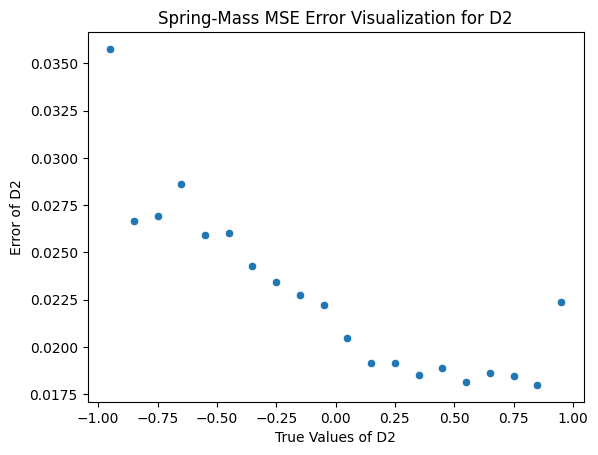 Spring-Mass MSE Error Visualization for D2
0.0350
0.0325
0.0300
0.0275
0.0250
0.0225
0.0200
0.0175
Error of D2
−1.00 −0.75 −0.50 −0.25 0.00 0.25 0.50 0.75 1.00
True Values of D2